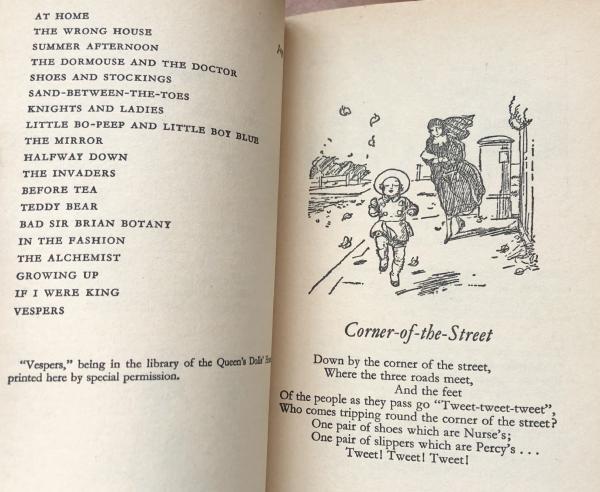 AT HOME
THE WRONG HOUSE
SUMMER AFTERNOON
THE DORMOUSE AND THE DOCTOR
SHOES AND STOCKINGS
SAND-BETWEEN-THE-TOES
KNIGHTS AND LADIES
LITTLE BO-PEEP AND LITTLE BOY BLUE
THE MIRROR
HALFWAY DOWN
THE INVADERS
BEFORE TEA
TEDDY BEAR
BAD SIR BRIAN BOTANY
IN THE FASHION
THE ALCHEMIST
GROWING UP
IF I WERE KING
VESPERS
"Vespers," being in the library of the Queen's Dolls'
printed here by special permission.
Corner-of-the-Street
Down by the corner of the street,
Where the three roads meet,
And the feet
Of the people as they pass go "Tweet-tweet-tweet",
Who comes tripping round the corner of the street?
One pair of shoes which are Nurse's;
One pair of slippers which are Percy's . . .
Tweet! Tweet! Tweet!